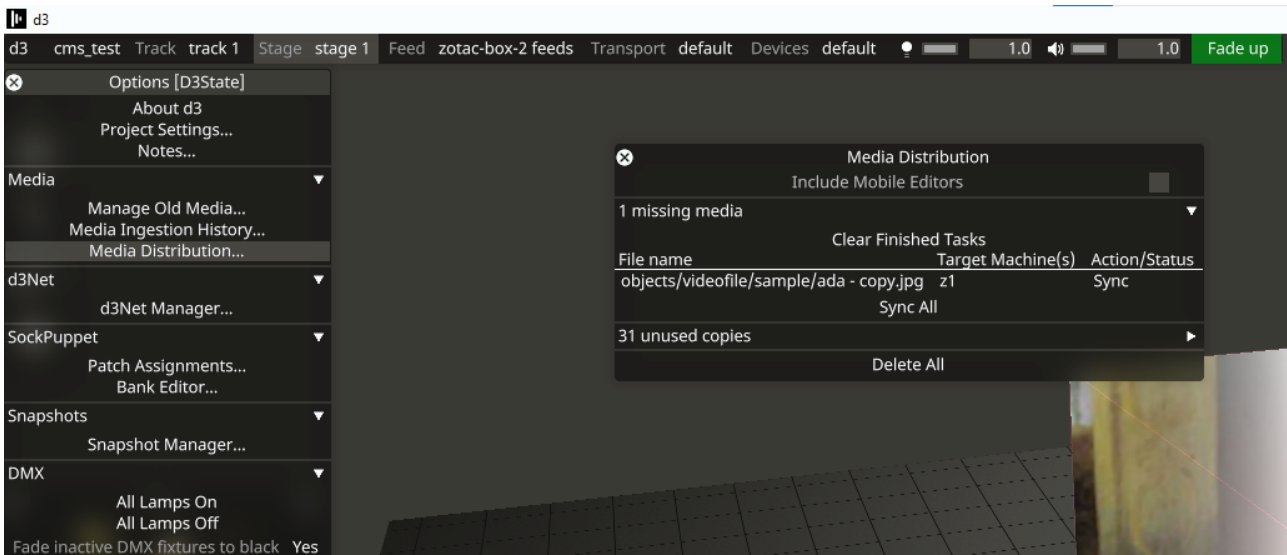 d3
d3 cms_test Track track 1 Stage stage 1 Feed zotac-box-2 feeds Transport default Devices default 1.0 1.0 Fade up
Options [D3State]
About d3
Project Settings...
Notes...
Media
Manage Old Media...
Media Ingestion History...
Media Distribution...
d3Net
d3Net Manager...
SockPuppet
Patch Assignments...
Bank Editor...
Snapshots
Snapshot Manager...
DMX
All Lamps On
All Lamps Off
Fade inactive DMX fixtures to black Yes
Media Distribution
Include Mobile Editors
1 missing media
Clear Finished Tasks
File name Target Machine(s) Action/Status
objects/videofile/sample/ada - copy.jpg z1 Sync
Sync All
31 unused copies
Delete All